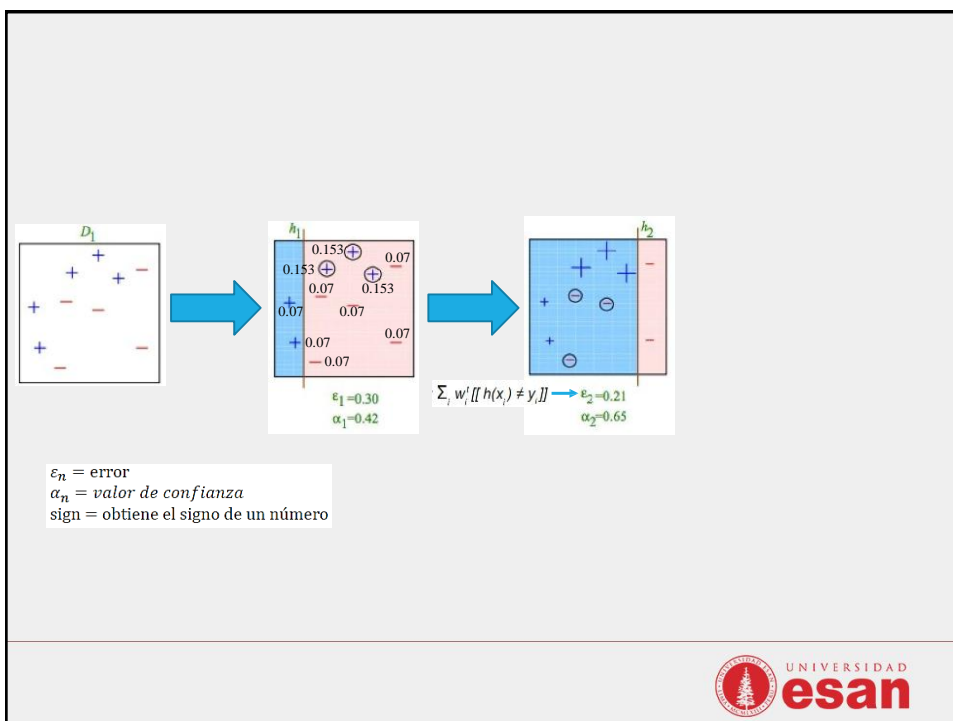 D1
h1
0.153
0.07
0.153
0.153
0.07
0.07
0.07
0.07
0.07
0.07
ε1=0.30
α1=0.42
h2
Σi wi^t [[ h(xi) ≠ yi ]]
ε2=0.21
α2=0.65
εn = error
αn = valor de confianza
sign = obtiene el signo de un número
UNIVERSIDAD
esan